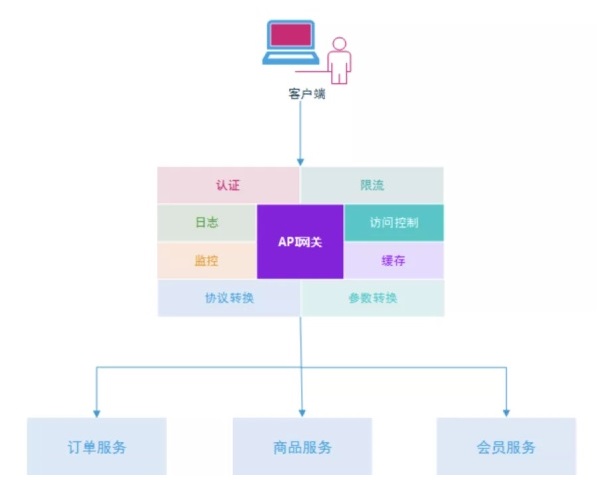 客户端
认证
限流
日志
API网关
访问控制
监控
缓存
协议转换
参数转换
订单服务
商品服务
会员服务